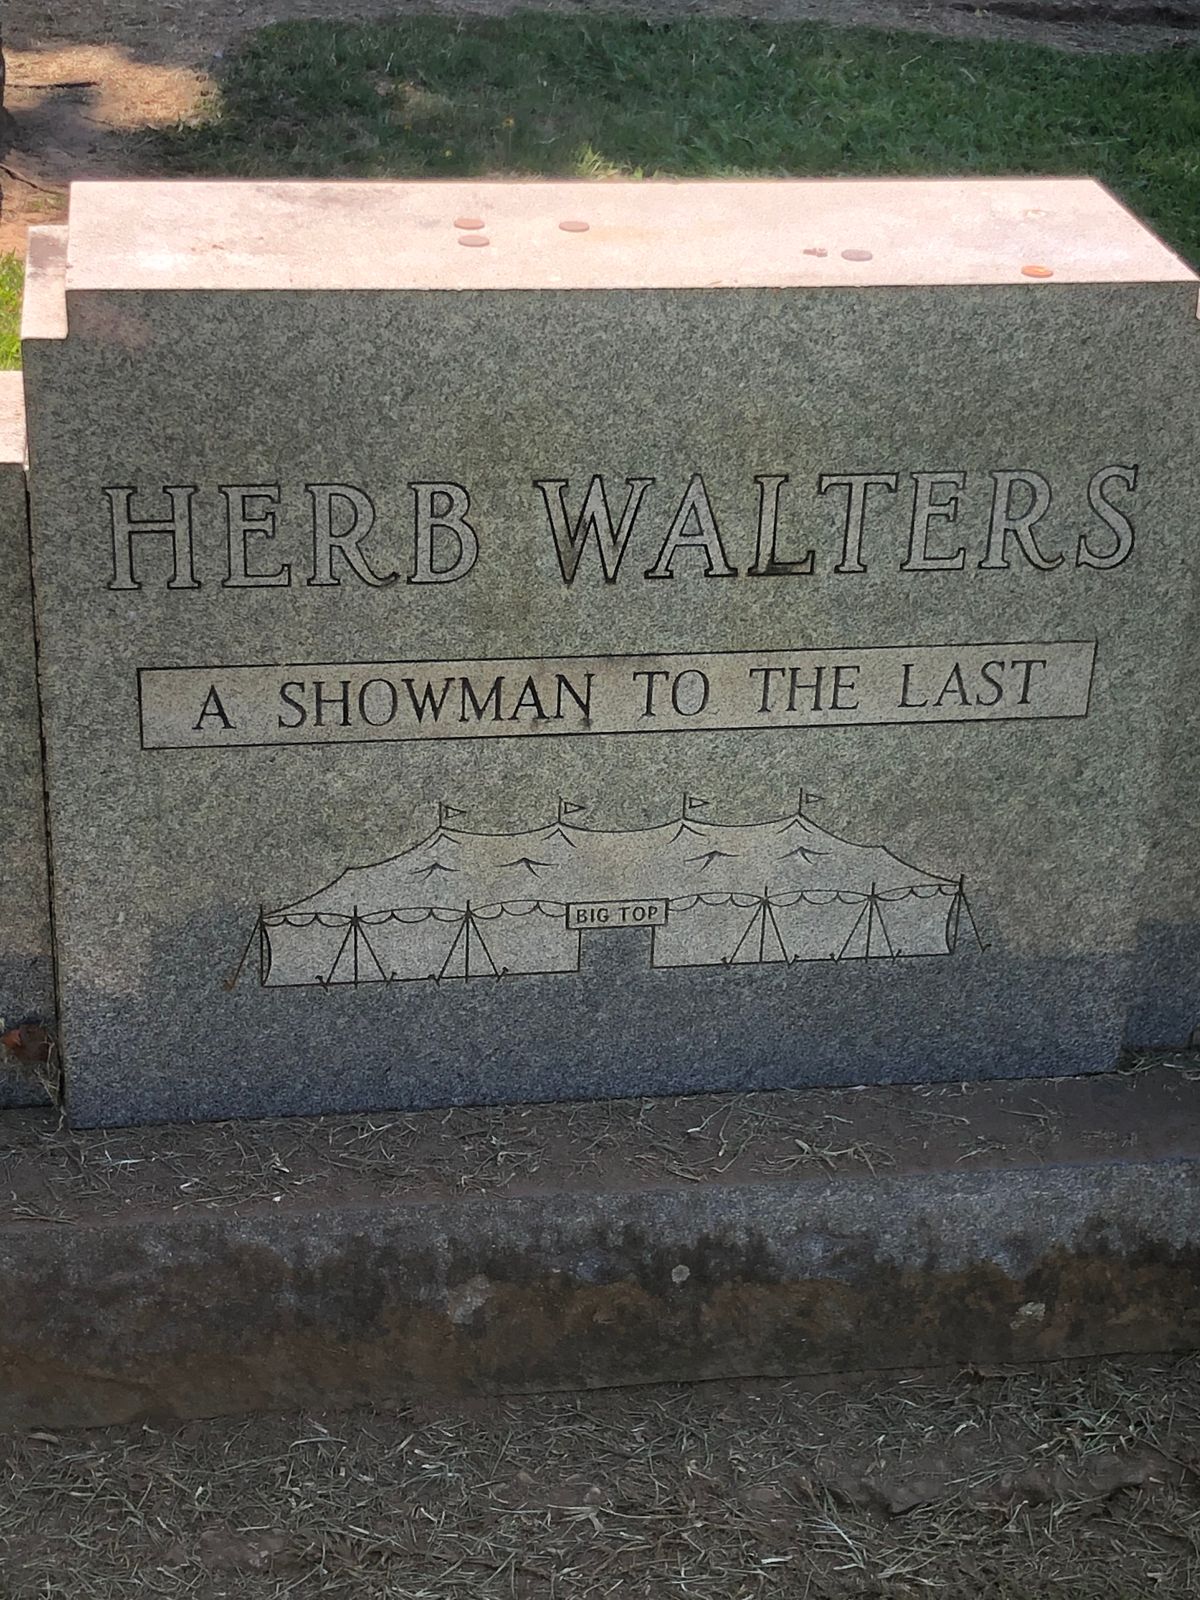 HERB WALTERS
A SHOWMAN TO THE LAST
BIG TOP